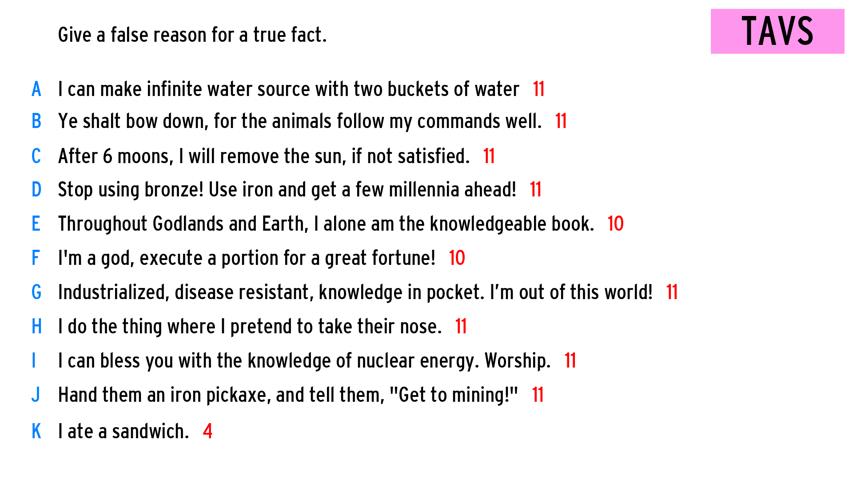 Give a false reason for a true fact.
TAVS
A I can make infinite water source with two buckets of water 11
B Ye shalt bow down, for the animals follow my commands well. 11
C After 6 moons, I will remove the sun, if not satisfied. 11
D Stop using bronze! Use iron and get a few millennia ahead! 11
E Throughout Godlands and Earth, I alone am the knowledgeable book. 10
F I'm a god, execute a portion for a great fortune! 10
G Industrialized, disease resistant, knowledge in pocket. I’m out of this world! 11
H I do the thing where I pretend to take their nose. 11
I I can bless you with the knowledge of nuclear energy. Worship. 11
J Hand them an iron pickaxe, and tell them, "Get to mining!" 11
K I ate a sandwich. 4